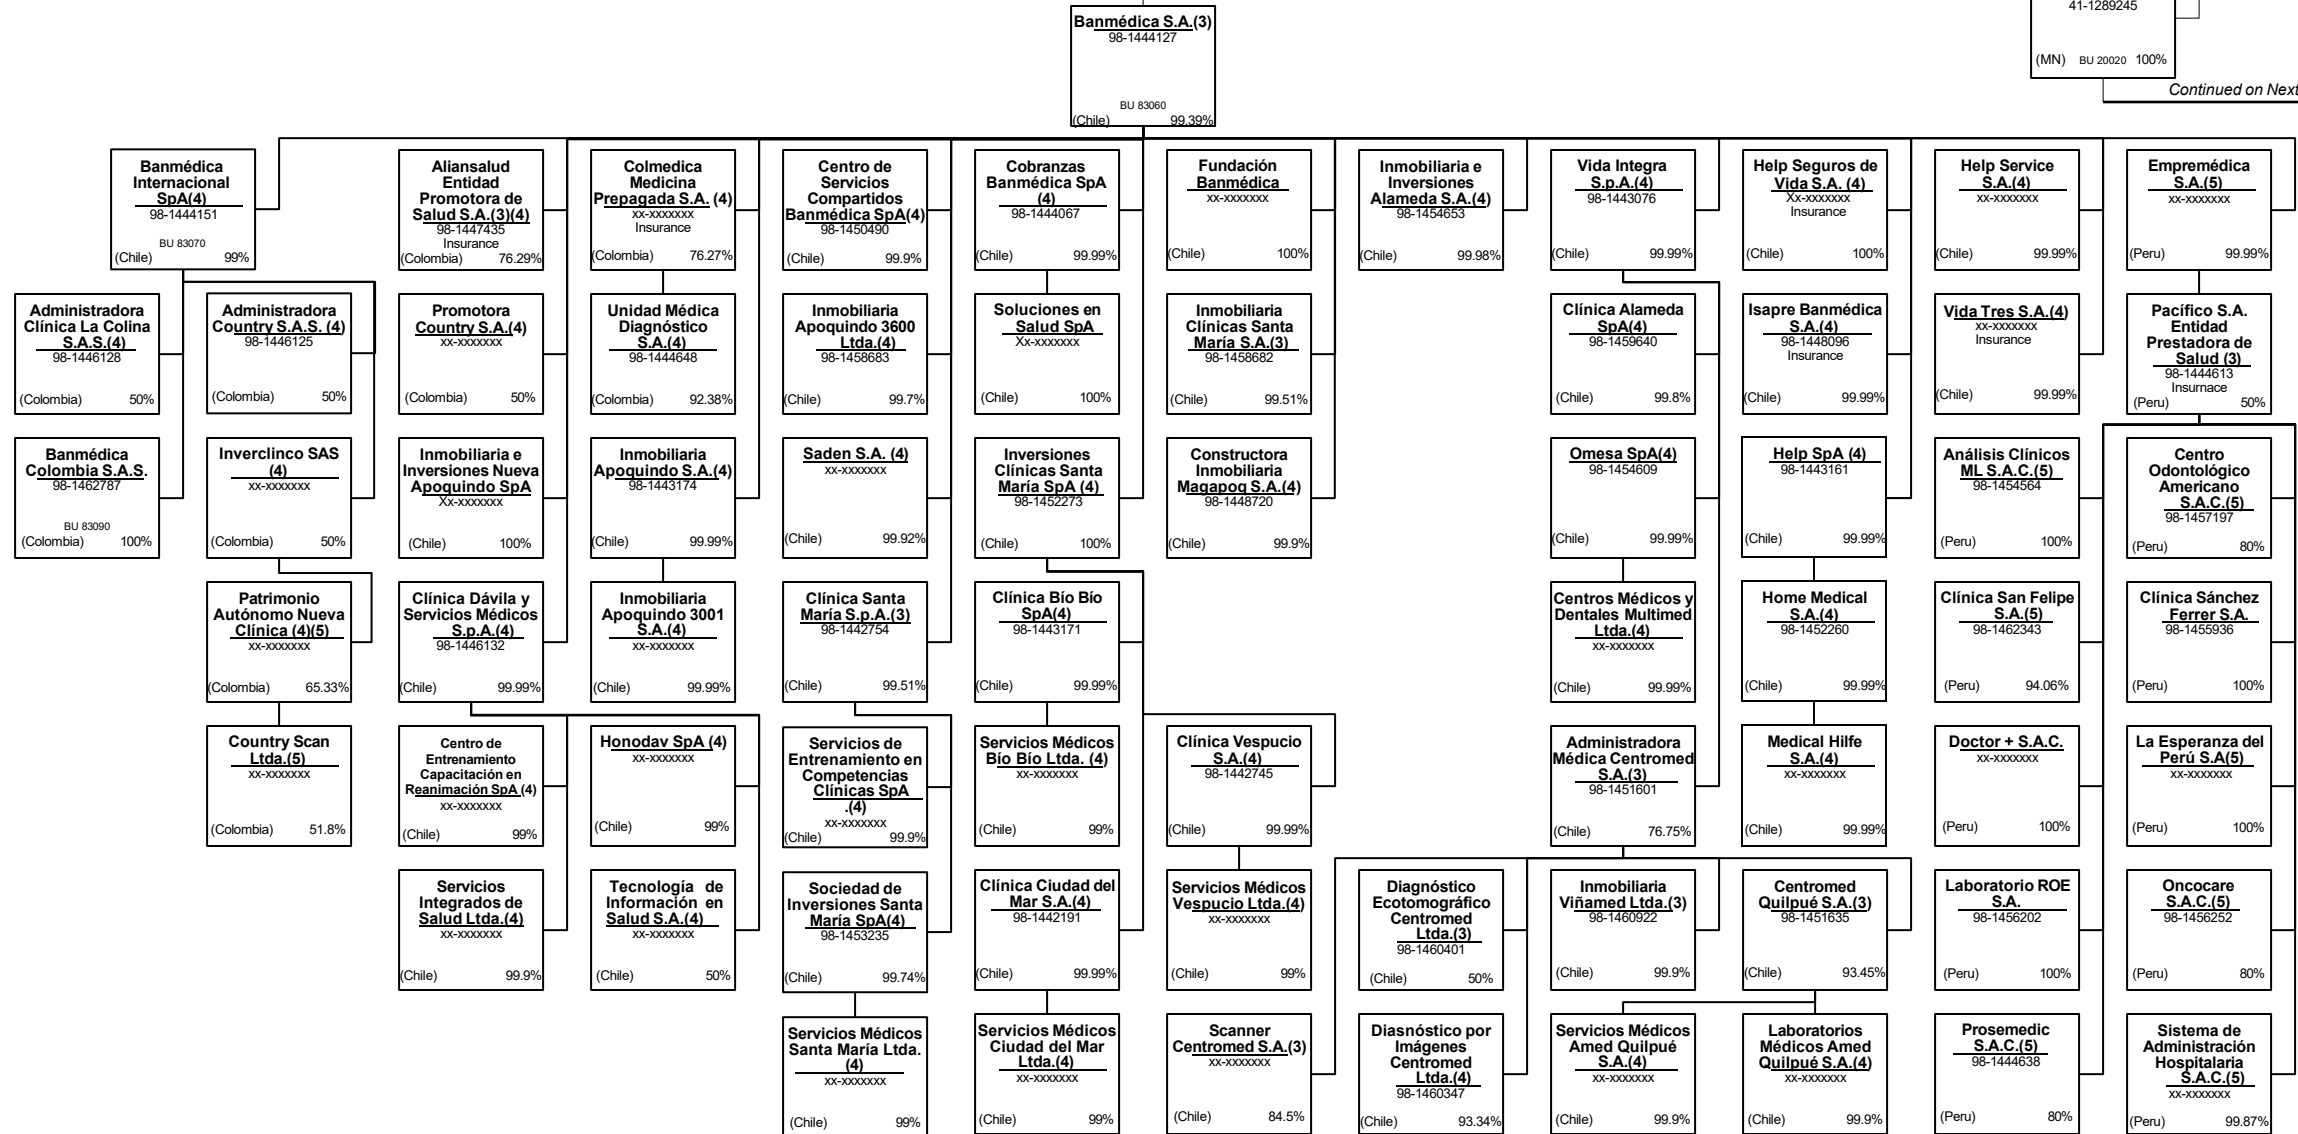 Banmédica S.A.(3)
98-1444127
BU 83060
(Chile) 99.39%
41-1289245
(MN) BU 20020 100%
Continued on Next
Banmédica
Internacional
SpA(4)
98-1444151
BU 83070
(Chile) 99%
Aliansalud
Entidad
Promotora de
Salud S.A.(3)(4)
98-1447435
Insurance
(Colombia) 76.29%
Colmedica
Medicina
Prepagada S.A. (4)
xx-xxxxxxx
Insurance
(Colombia) 76.27%
Centro de
Servicios
Compartidos
Banmédica SpA(4)
98-1450490
(Chile) 99.9%
Cobranzas
Banmédica SpA
(4)
98-1444067
(Chile) 99.99%
Fundación
Banmédica
xx-xxxxxxx
(Chile) 100%
Inmobiliaria e
Inversiones
Alameda S.A.(4)
98-1454653
(Chile) 99.98%
Vida Integra
S.p.A.(4)
98-1443076
(Chile) 99.99%
Help Seguros de
Vida S.A. (4)
Xx-xxxxxxx
Insurance
(Chile) 100%
Help Service
S.A.(4)
xx-xxxxxxx
(Chile) 99.99%
Empremédica
S.A.(5)
xx-xxxxxxx
(Peru) 99.99%
Administradora
Clínica La Colina
S.A.S.(4)
98-1446128
(Colombia) 50%
Administradora
Country S.A.S. (4)
98-1446125
(Colombia) 50%
Promotora
Country S.A.(4)
xx-xxxxxxx
(Colombia) 50%
Unidad Médica
Diagnóstico
S.A.(4)
98-1444648
(Colombia) 92.38%
Inmobiliaria
Apoquindo 3600
Ltda.(4)
98-1458683
(Chile) 99.7%
Soluciones en
Salud SpA
Xx-xxxxxxx
(Chile) 100%
Inmobiliaria
Clínicas Santa
María S.A.(3)
98-1458682
(Chile) 99.51%
Clínica Alameda
SpA(4)
98-1459640
(Chile) 99.8%
Isapre Banmédica
S.A.(4)
98-1448096
Insurance
(Chile) 99.99%
Vida Tres S.A.(4)
xx-xxxxxxx
Insurance
(Chile) 99.99%
Pacífico S.A.
Entidad
Prestadora de
Salud (3)
98-1444613
Insurnace
(Peru) 50%
Banmédica
Colombia S.A.S.
98-1462787
BU 83090
(Colombia) 100%
Inverclinco SAS
(4)
xx-xxxxxxx
(Colombia) 50%
Inmobiliaria e
Inversiones Nueva
Apoquindo SpA
Xx-xxxxxxx
(Chile) 100%
Inmobiliaria
Apoquindo S.A.(4)
98-1443174
(Chile) 99.99%
Saden S.A. (4)
xx-xxxxxxx
(Chile) 99.92%
Inversiones
Clínicas Santa
María SpA (4)
98-1452273
(Chile) 100%
Constructora
Inmobiliaria
Magapoq S.A.(4)
98-1448720
(Chile) 99.9%
Omesa SpA(4)
98-1454609
(Chile) 99.99%
Help SpA (4)
98-1443161
(Chile) 99.99%
Análisis Clínicos
ML S.A.C.(5)
98-1454564
(Peru) 100%
Centro
Odontológico
Americano
S.A.C.(5)
98-1457197
(Peru) 80%
Patrimonio
Autónomo Nueva
Clínica (4)(5)
xx-xxxxxxx
(Colombia) 65.33%
Clínica Dávila y
Servicios Médicos
S.p.A.(4)
98-1446132
(Chile) 99.99%
Inmobiliaria
Apoquindo 3001
S.A.(4)
xx-xxxxxxx
(Chile) 99.99%
Clínica Santa
María S.p.A.(3)
98-1442754
(Chile) 99.51%
Clínica Bío Bío
SpA(4)
98-1443171
(Chile) 99.99%
Centros Médicos y
Dentales Multimed
Ltda.(4)
xx-xxxxxxx
(Chile) 99.99%
Home Medical
S.A.(4)
98-1452260
(Chile) 99.99%
Clínica San Felipe
S.A.(5)
98-1462343
(Peru) 94.06%
Clínica Sánchez
Ferrer S.A.
98-1455936
(Peru) 100%
Country Scan
Ltda.(5)
xx-xxxxxxx
(Colombia) 51.8%
Centro de
Entrenamiento
Capacitación en
Reanimación SpA (4)
xx-xxxxxxx
(Chile) 99%
Honodav SpA (4)
xx-xxxxxxx
(Chile) 99%
Servicios de
Entrenamiento en
Competencias
Clínicas SpA
.(4)
xx-xxxxxxx
(Chile) 99.9%
Servicios Médicos
Bío Bío Ltda. (4)
xx-xxxxxxx
(Chile) 99%
Clínica Vespucio
S.A.(4)
98-1442745
(Chile) 99.99%
Administradora
Médica Centromed
S.A.(3)
98-1451601
(Chile) 76.75%
Medical Hilfe
S.A.(4)
xx-xxxxxxx
(Chile) 99.99%
Doctor + S.A.C.
xx-xxxxxxx
(Peru) 100%
La Esperanza del
Perú S.A(5)
xx-xxxxxxx
(Peru) 100%
Servicios
Integrados de
Salud Ltda.(4)
xx-xxxxxxx
(Chile) 99.9%
Tecnología de
Información en
Salud S.A.(4)
xx-xxxxxxx
(Chile) 50%
Sociedad de
Inversiones Santa
María SpA(4)
98-1453235
(Chile) 99.74%
Clínica Ciudad del
Mar S.A.(4)
98-1442191
(Chile) 99.99%
Servicios Médicos
Vespucio Ltda.(4)
xx-xxxxxxx
(Chile) 99%
Diagnóstico
Ecotomográfico
Centromed
Ltda.(3)
98-1460401
(Chile) 50%
Inmobiliaria
Viñamed Ltda.(3)
98-1460922
(Chile) 99.9%
Centromed
Quilpué S.A.(3)
98-1451635
(Chile) 93.45%
Laboratorio ROE
S.A.
98-1456202
(Peru) 100%
Oncocare
S.A.C.(5)
98-1456252
(Peru) 80%
Servicios Médicos
Santa María Ltda.
(4)
xx-xxxxxxx
(Chile) 99%
Servicios Médicos
Ciudad del Mar
Ltda.(4)
xx-xxxxxxx
(Chile) 99%
Scanner
Centromed S.A.(3)
xx-xxxxxxx
(Chile) 84.5%
Diasnóstico por
Imágenes
Centromed
Ltda.(4)
98-1460347
(Chile) 93.34%
Servicios Médicos
Amed Quilpué
S.A.(4)
xx-xxxxxxx
(Chile) 99.9%
Laboratorios
Médicos Amed
Quilpué S.A.(4)
xx-xxxxxxx
(Chile) 99.9%
Prosemedic
S.A.C.(5)
98-1444638
(Peru) 80%
Sistema de
Administración
Hospitalaria
S.A.C.(5)
xx-xxxxxxx
(Peru) 99.87%